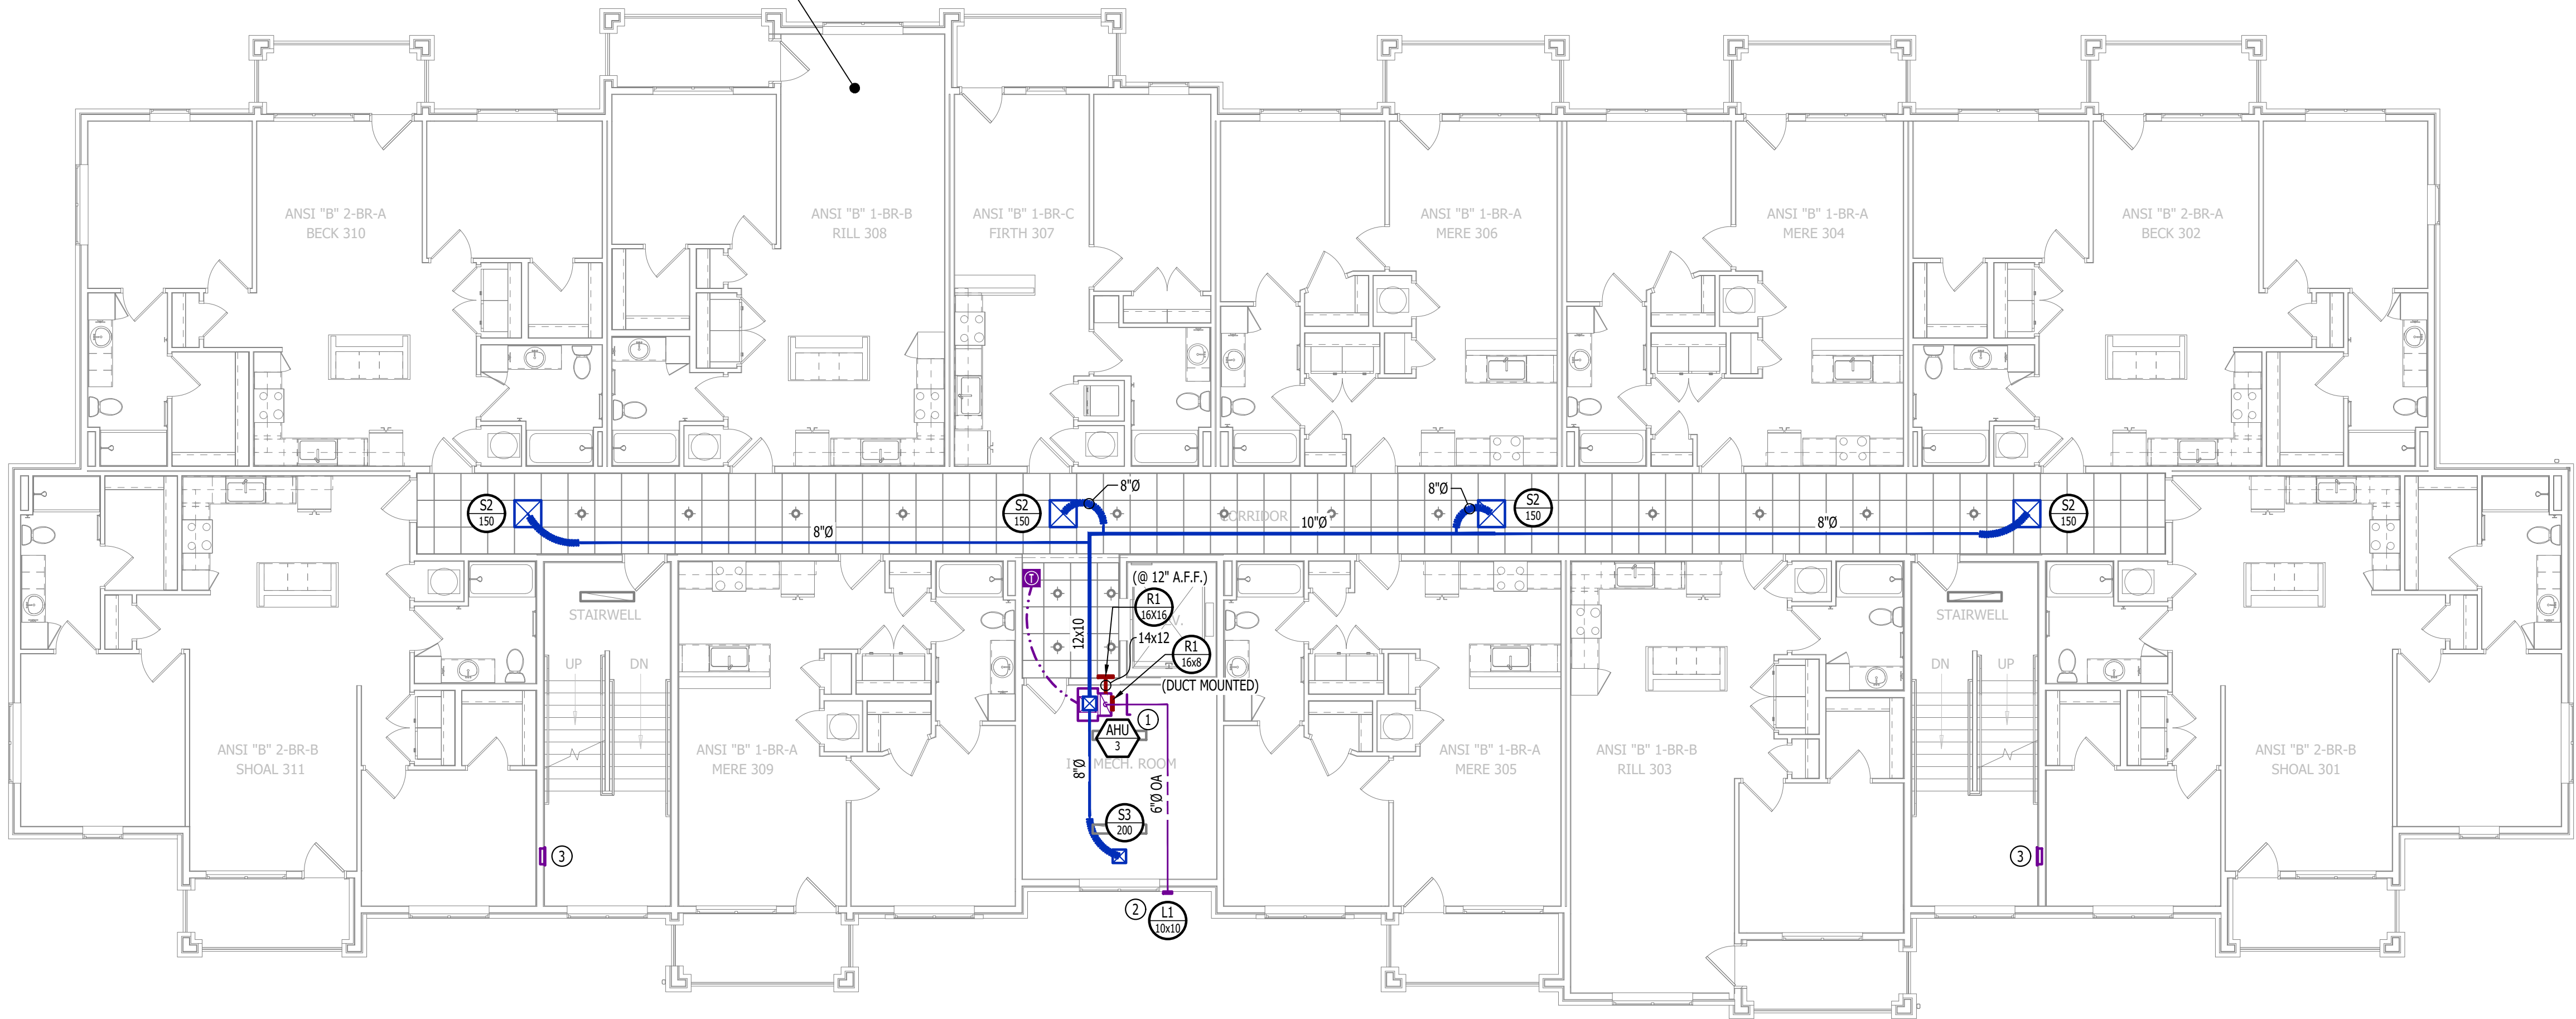 ANSI "B" 2-BR-A
BECK 310
ANSI "B" 1-BR-B
RILL 308
ANSI "B" 1-BR-C
FIRTH 307
ANSI "B" 1-BR-A
MERE 306
ANSI "B" 1-BR-A
MERE 304
ANSI "B" 2-BR-A
BECK 302
S2
150
8"Ø
S2
150
8"Ø
CORRIDOR
10"Ø
8"Ø
S2
150
8"Ø
S2
150
T
12x10
(@ 12" A.F.F.)
R1
16X16
14x12
R1
16x8
(DUCT MOUNTED)
STAIRWELL
UP
DN
STAIRWELL
DN
UP
ANSI "B" 2-BR-B
SHOAL 311
ANSI "B" 1-BR-A
MERE 309
AHU
3
1
MECH. ROOM
8"Ø
6"Ø OA
S3
200
ANSI "B" 1-BR-A
MERE 305
ANSI "B" 1-BR-B
RILL 303
ANSI "B" 2-BR-B
SHOAL 301
3
3
2
L1
10x10